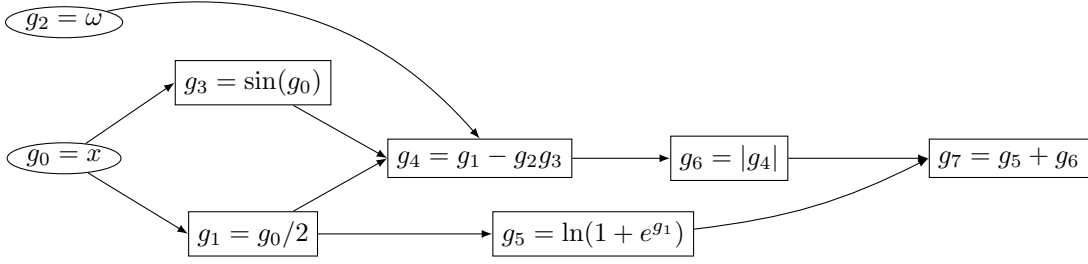 g₂ = ω
g₃ = sin(g₀)
g₀ = x
g₄ = g₁ − g₂g₃
g₆ = |g₄|
g₇ = g₅ + g₆
g₁ = g₀/2
g₅ = ln(1 + e^{g₁})